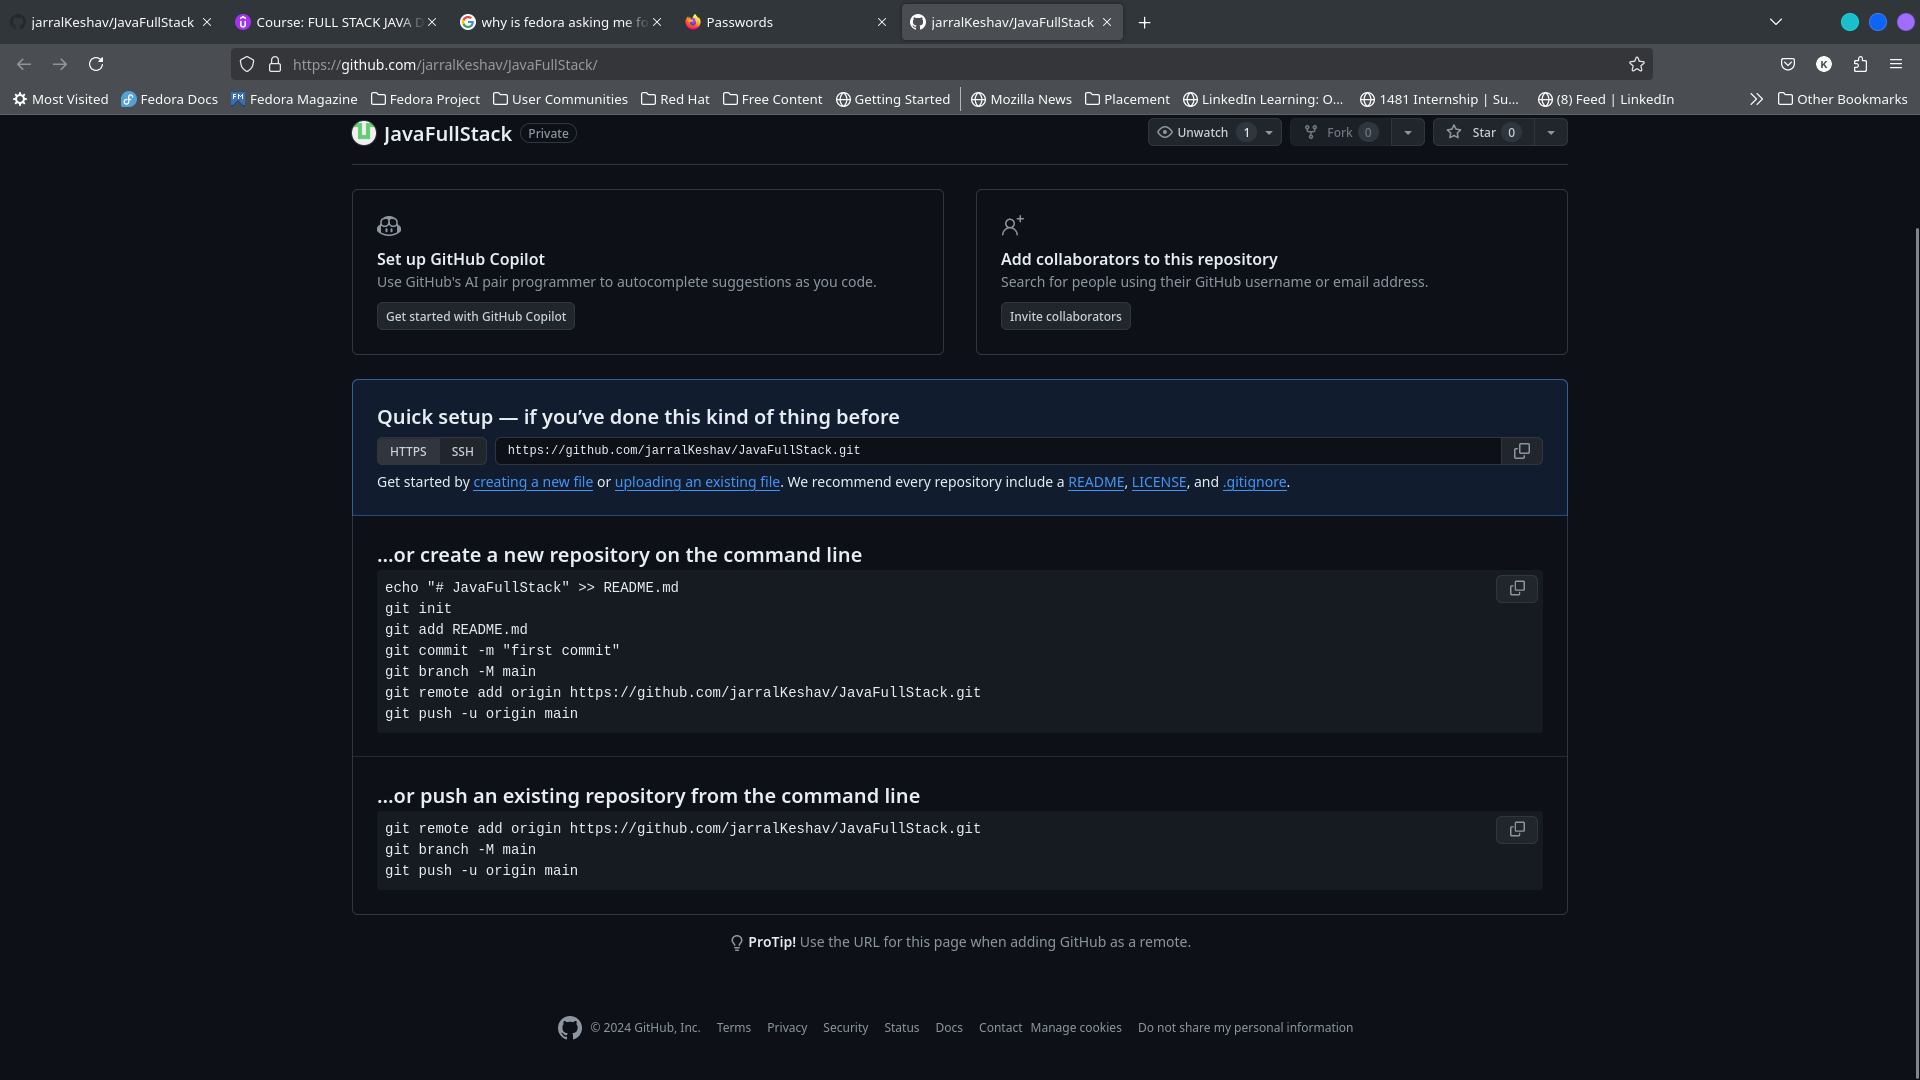 jarralKeshav/JavaFullStack
Course: FULL STACK JAVA D
why is fedora asking me fo
Passwords
jarralKeshav/JavaFullStack
https://github.com/jarralKeshav/JavaFullStack/
K
Most Visited
Fedora Docs
FM
Fedora Magazine
Fedora Project
User Communities
Red Hat
Free Content
Getting Started
Mozilla News
Placement
LinkedIn Learning: O...
1481 Internship | Su...
(8) Feed | LinkedIn
Other Bookmarks
JavaFullStack
Private
Unwatch 1
Fork 0
Star 0
Set up GitHub Copilot
Use GitHub's AI pair programmer to autocomplete suggestions as you code.
Get started with GitHub Copilot
Add collaborators to this repository
Search for people using their GitHub username or email address.
Invite collaborators
Quick setup — if you’ve done this kind of thing before
HTTPS SSH https://github.com/jarralKeshav/JavaFullStack.git
Get started by creating a new file or uploading an existing file. We recommend every repository include a README, LICENSE, and .gitignore.
…or create a new repository on the command line
echo "# JavaFullStack" >> README.md
git init
git add README.md
git commit -m "first commit"
git branch -M main
git remote add origin https://github.com/jarralKeshav/JavaFullStack.git
git push -u origin main
…or push an existing repository from the command line
git remote add origin https://github.com/jarralKeshav/JavaFullStack.git
git branch -M main
git push -u origin main
ProTip! Use the URL for this page when adding GitHub as a remote.
© 2024 GitHub, Inc. Terms Privacy Security Status Docs Contact Manage cookies Do not share my personal information